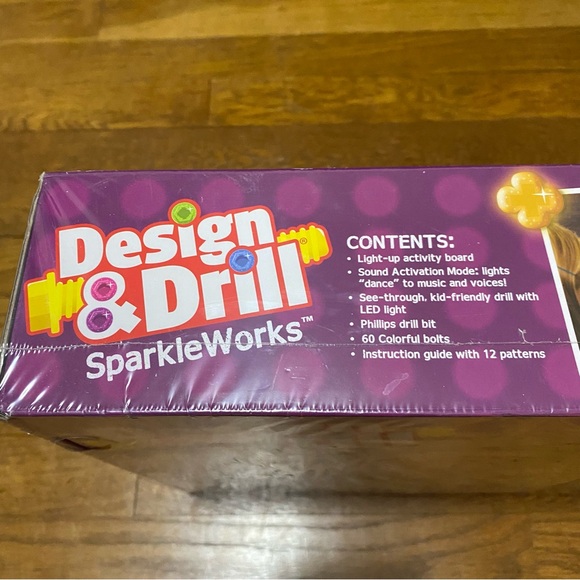 Design
& Drill®
SparkleWorks™
CONTENTS:
• Light-up activity board
• Sound Activation Mode: lights
"dance" to music and voices!
• See-through, kid-friendly drill with
LED light
• Phillips drill bit
• 60 Colorful bolts
• Instruction guide with 12 patterns